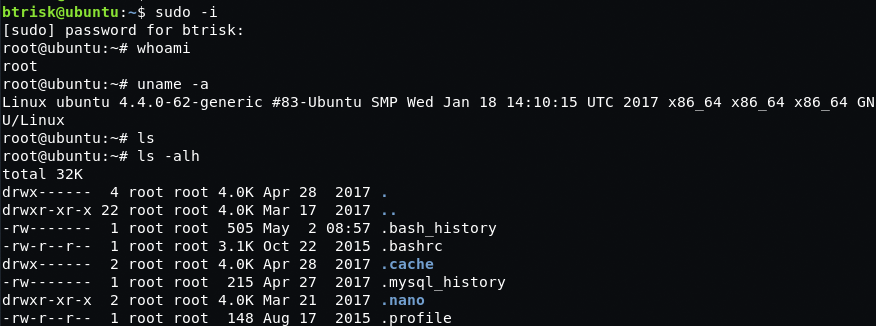 btrisk@ubuntu:~$ sudo -i
[sudo] password for btrisk:
root@ubuntu:~# whoami
root
root@ubuntu:~# uname -a
Linux ubuntu 4.4.0-62-generic #83-Ubuntu SMP Wed Jan 18 14:10:15 UTC 2017 x86_64 x86_64 x86_64 GN
U/Linux
root@ubuntu:~# ls
root@ubuntu:~# ls -alh
total 32K
drwx------  4 root root 4.0K Apr 28  2017 .
drwxr-xr-x 22 root root 4.0K Mar 17  2017 ..
-rw-------  1 root root  505 May  2 08:57 .bash_history
-rw-r--r--  1 root root 3.1K Oct 22  2015 .bashrc
drwx------  2 root root 4.0K Apr 28  2017 .cache
-rw-------  1 root root  215 Apr 27  2017 .mysql_history
drwxr-xr-x  2 root root 4.0K Mar 21  2017 .nano
-rw-r--r--  1 root root  148 Aug 17  2015 .profile